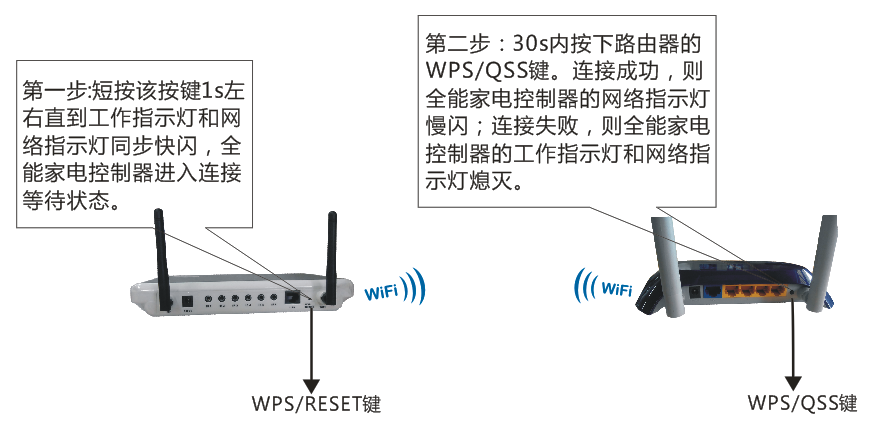 第一步:短按该按键1s左
右直到工作指示灯和网
络指示灯同步快闪，全
能家电控制器进入连接
等待状态。
第二步：30s内按下路由器的
WPS/QSS键。连接成功，则
全能家电控制器的网络指示灯
慢闪；连接失败，则全能家电
控制器的工作指示灯和网络指
示灯熄灭。
WiFi
WiFi
WPS/RESET键
WPS/QSS键